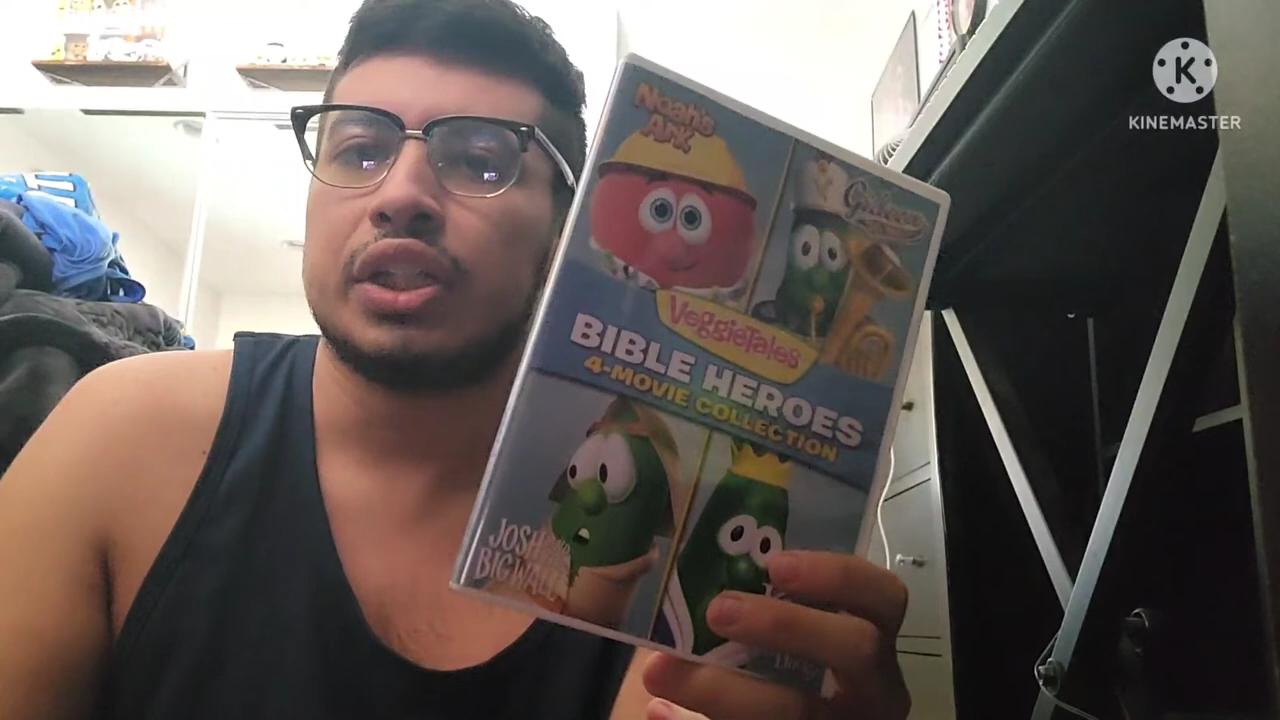 KINEMASTER
Noah's
Ark
Gideon
VeggieTales
BIBLE HEROES
4-MOVIE COLLECTION
JOSH
BIG WALL